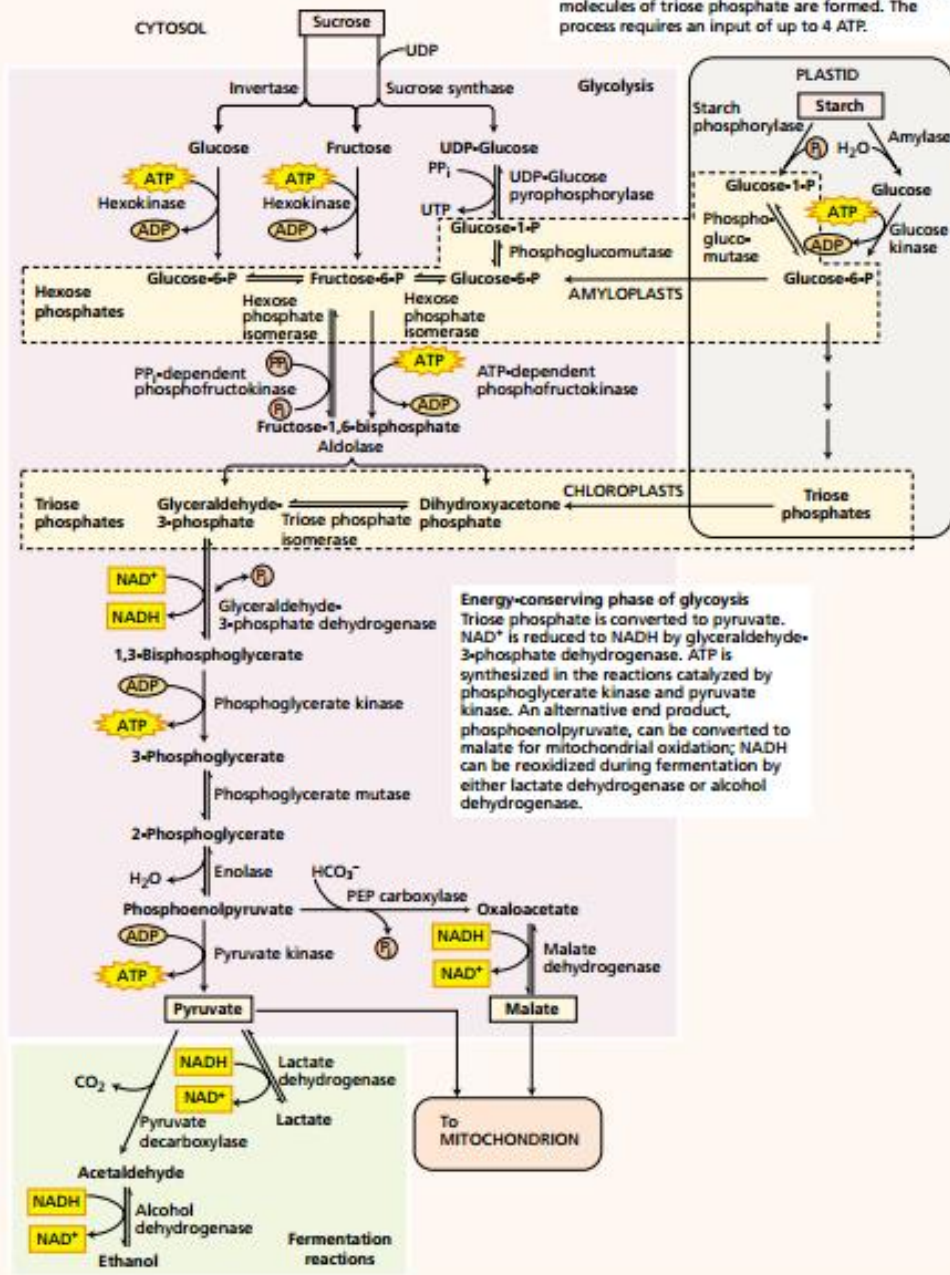 molecules of triose phosphate are formed. The
process requires an input of up to 4 ATP.
CYTOSOL
Sucrose
UDP
Invertase
Sucrose synthase
Glycolysis
PLASTID
Starch
Starch
phosphorylase
Amylase
Pi
H2O
Glucose
Fructose
UDP-Glucose
Glucose-1-P
Glucose
ATP
Hexokinase
ADP
ATP
Hexokinase
ADP
PPi
UTP
UDP-Glucose
pyrophosphorylase
Phospho-
gluco-
mutase
ATP
ADP
Glucose
kinase
Glucose-1-P
Phosphoglucomutase
Hexose
phosphates
Glucose-6-P
Fructose-6-P
Glucose-6-P
Glucose-6-P
Hexose
phosphate
isomerase
Hexose
phosphate
isomerase
AMYLOPLASTS
PPi-dependent
phosphofructokinase
PPi
Pi
ATP
ADP
ATP-dependent
phosphofructokinase
Fructose-1,6-bisphosphate
Aldolase
Triose
phosphates
Glyceraldehyde-
3-phosphate
Triose phosphate
isomerase
Dihydroxyacetone
phosphate
CHLOROPLASTS
Triose
phosphates
NAD+
NADH
Pi
Glyceraldehyde-
3-phosphate dehydrogenase
Energy-conserving phase of glycoysis
Triose phosphate is converted to pyruvate.
NAD+ is reduced to NADH by glyceraldehyde-
3-phosphate dehydrogenase. ATP is
synthesized in the reactions catalyzed by
phosphoglycerate kinase and pyruvate
kinase. An alternative end product,
phosphoenolpyruvate, can be converted to
malate for mitochondrial oxidation; NADH
can be reoxidized during fermentation by
either lactate dehydrogenase or alcohol
dehydrogenase.
1,3-Bisphosphoglycerate
ADP
ATP
Phosphoglycerate kinase
3-Phosphoglycerate
Phosphoglycerate mutase
2-Phosphoglycerate
H2O
Enolase
HCO3−
PEP carboxylase
Phosphoenolpyruvate
Oxaloacetate
ADP
ATP
Pyruvate kinase
Pi
NADH
NAD+
Malate
dehydrogenase
Pyruvate
Malate
CO2
NADH
NAD+
Lactate
dehydrogenase
Pyruvate
decarboxylase
Lactate
To
MITOCHONDRION
Acetaldehyde
NADH
NAD+
Alcohol
dehydrogenase
Ethanol
Fermentation
reactions